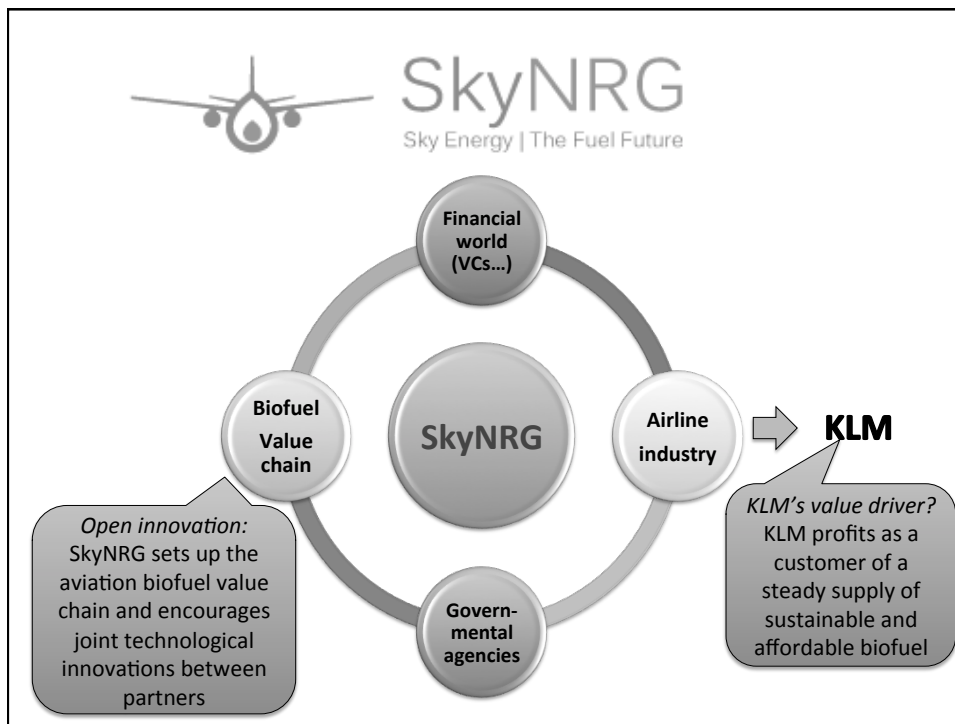 SkyNRG
Sky Energy | The Fuel Future
Financial
world
(VCs...)
Biofuel
Value
chain
SkyNRG
Airline
industry
KLM
Open innovation:
SkyNRG sets up the
aviation biofuel value
chain and encourages
joint technological
innovations between
partners
KLM's value driver?
KLM profits as a
customer of a
steady supply of
sustainable and
affordable biofuel
Govern-
mental
agencies